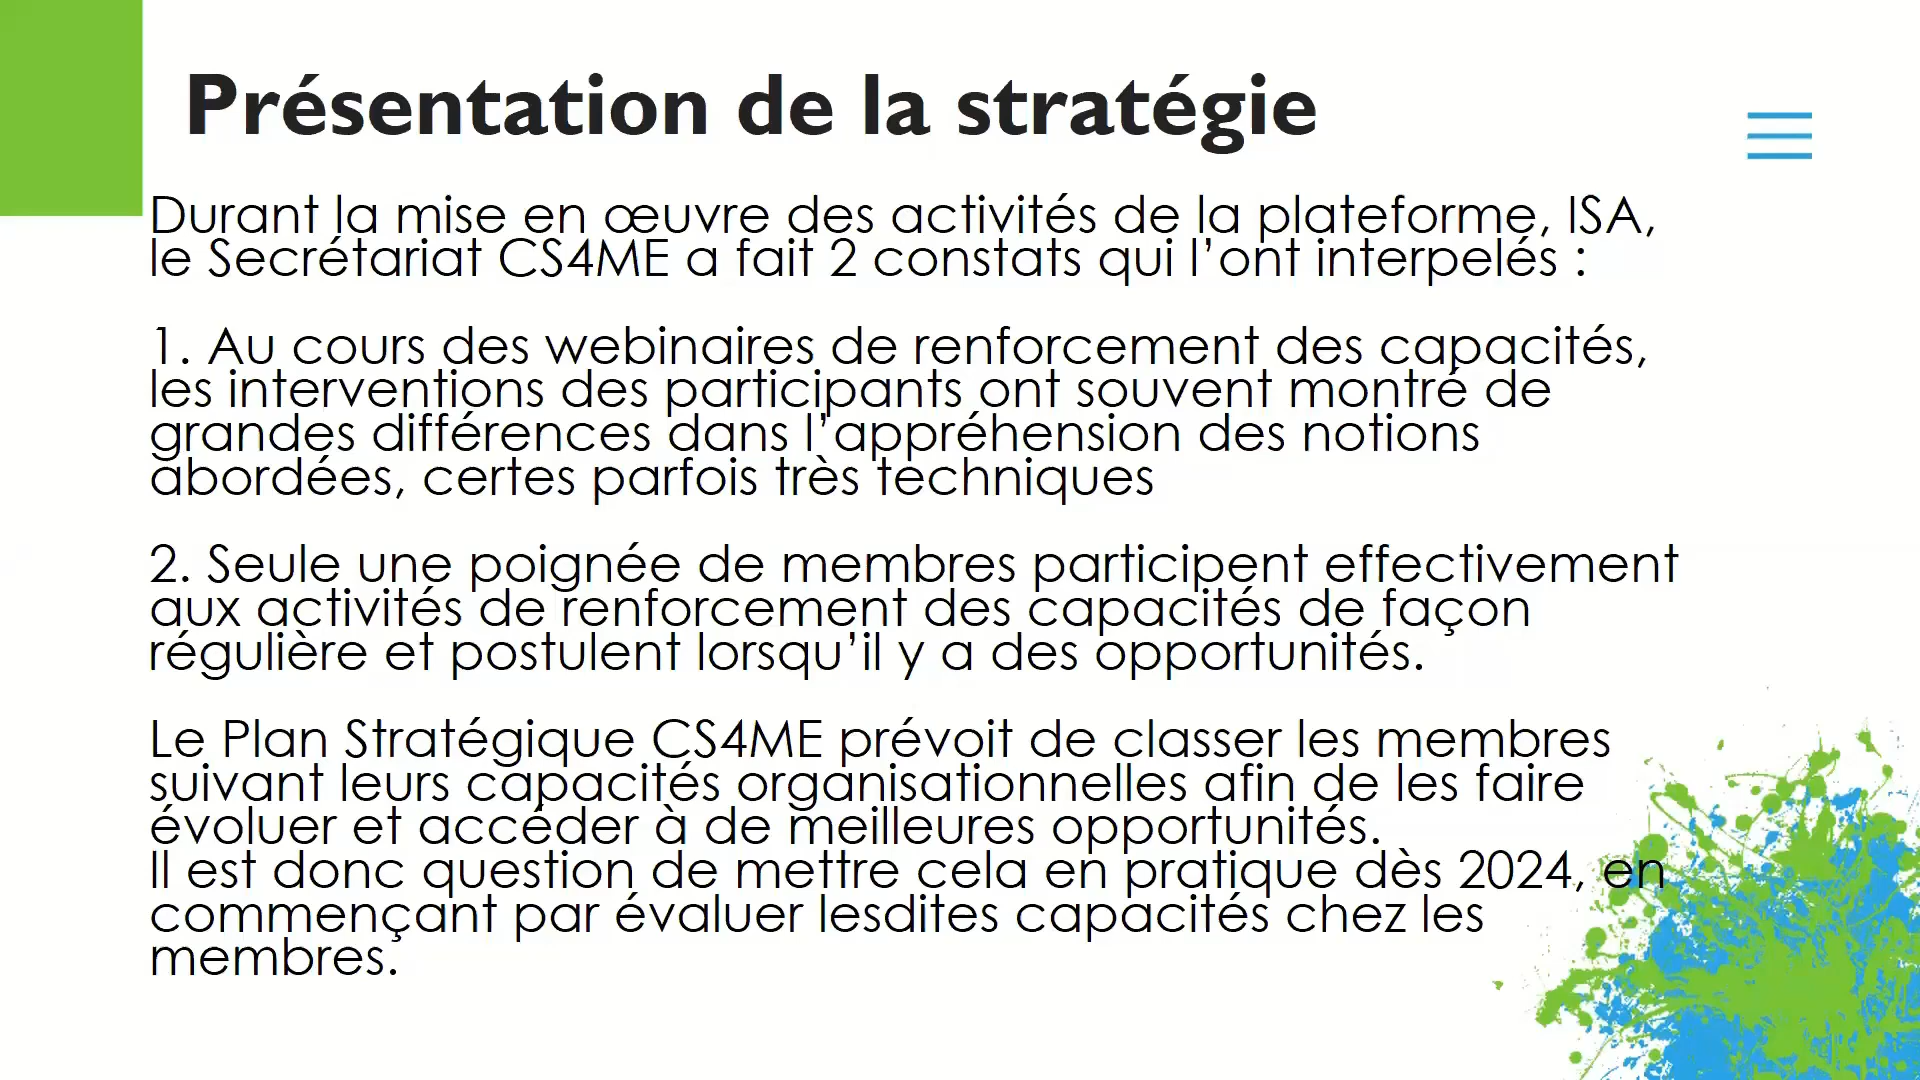 Présentation de la stratégie
Durant la mise en œuvre des activités de la plateforme, ISA,
le Secrétariat CS4ME a fait 2 constats qui l’ont interpelés :
1. Au cours des webinaires de renforcement des capacités,
les interventions des participants ont souvent montré de
grandes différences dans l’appréhension des notions
abordées, certes parfois très techniques
2. Seule une poignée de membres participent effectivement
aux activités de renforcement des capacités de façon
régulière et postulent lorsqu’il y a des opportunités.
Le Plan Stratégique CS4ME prévoit de classer les membres
suivant leurs capacités organisationnelles afin de les faire
évoluer et accéder à de meilleures opportunités.
Il est donc question de mettre cela en pratique dès 2024, en
commençant par évaluer lesdites capacités chez les
membres.